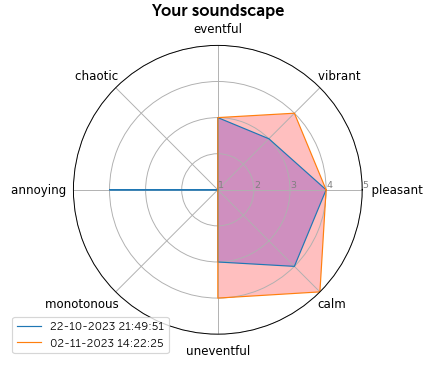 Your soundscape
eventful
chaotic
vibrant
annoying
1 2 3 4 5
pleasant
monotonous
calm
uneventful
22-10-2023 21:49:51
02-11-2023 14:22:25